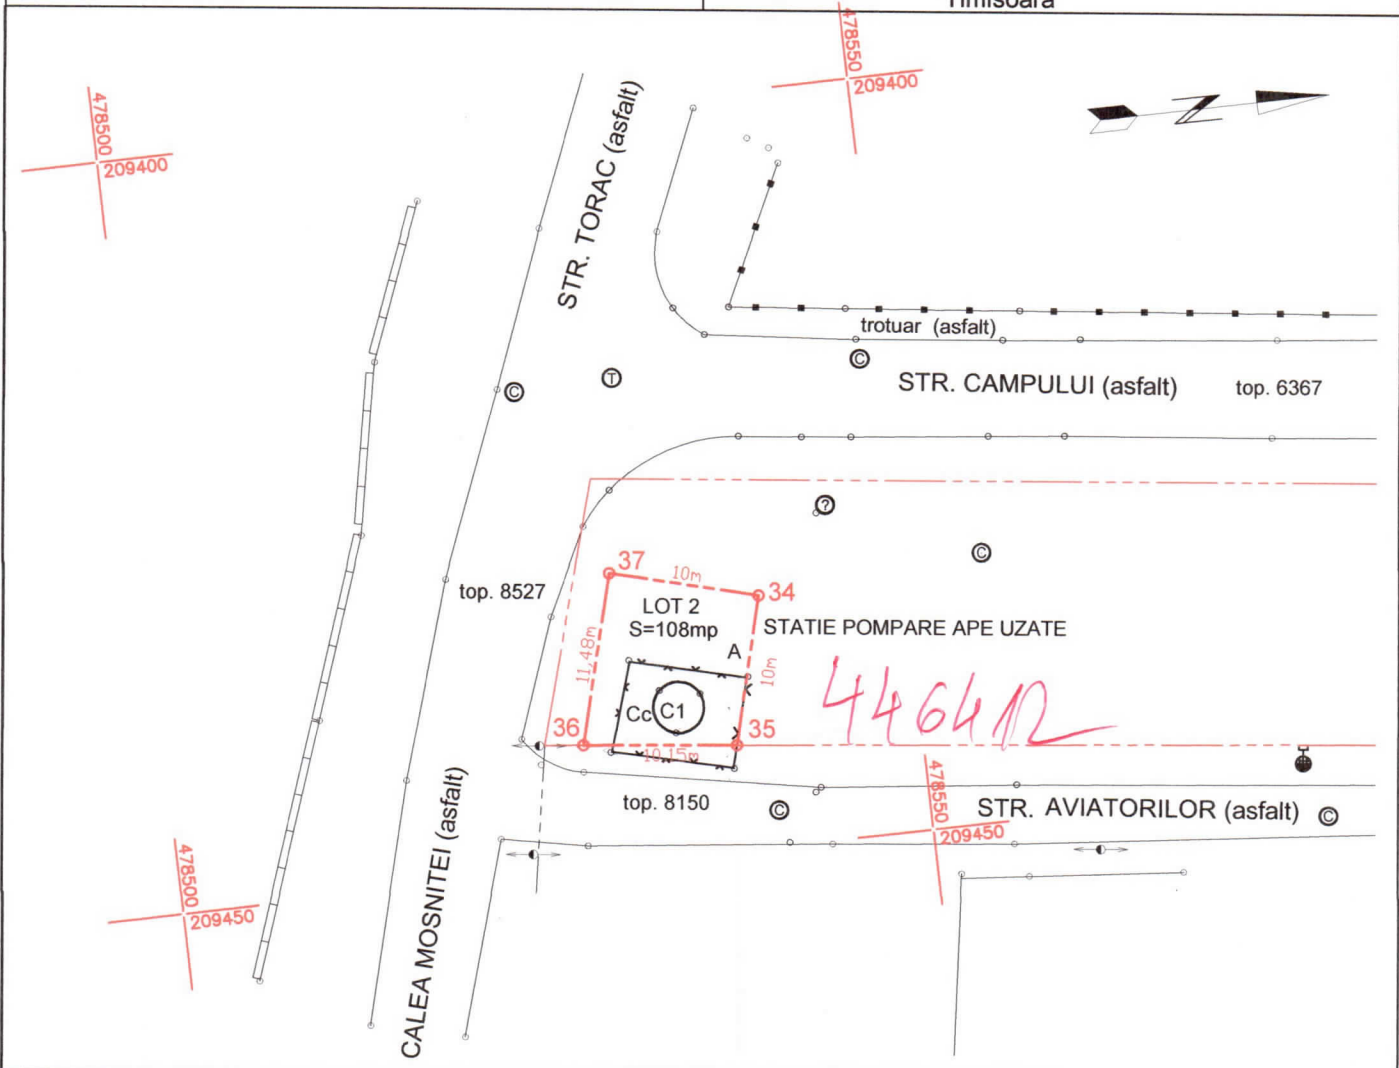 Timisoara
478550
209400
478500
209400
N
STR. TORAC (asfalt)
trotuar (asfalt)
C
T
C
STR. CAMPULUI (asfalt)
top. 6367
?
C
37
10m
34
top. 8527
LOT 2
S=108mp
STATIE POMPARE APE UZATE
A
11,48m
10m
Cc
C1
36
35
10,15m
478550
209450
top. 8150
C
STR. AVIATORILOR (asfalt)
C
478500
209450
CALEA MOSNITEI (asfalt)